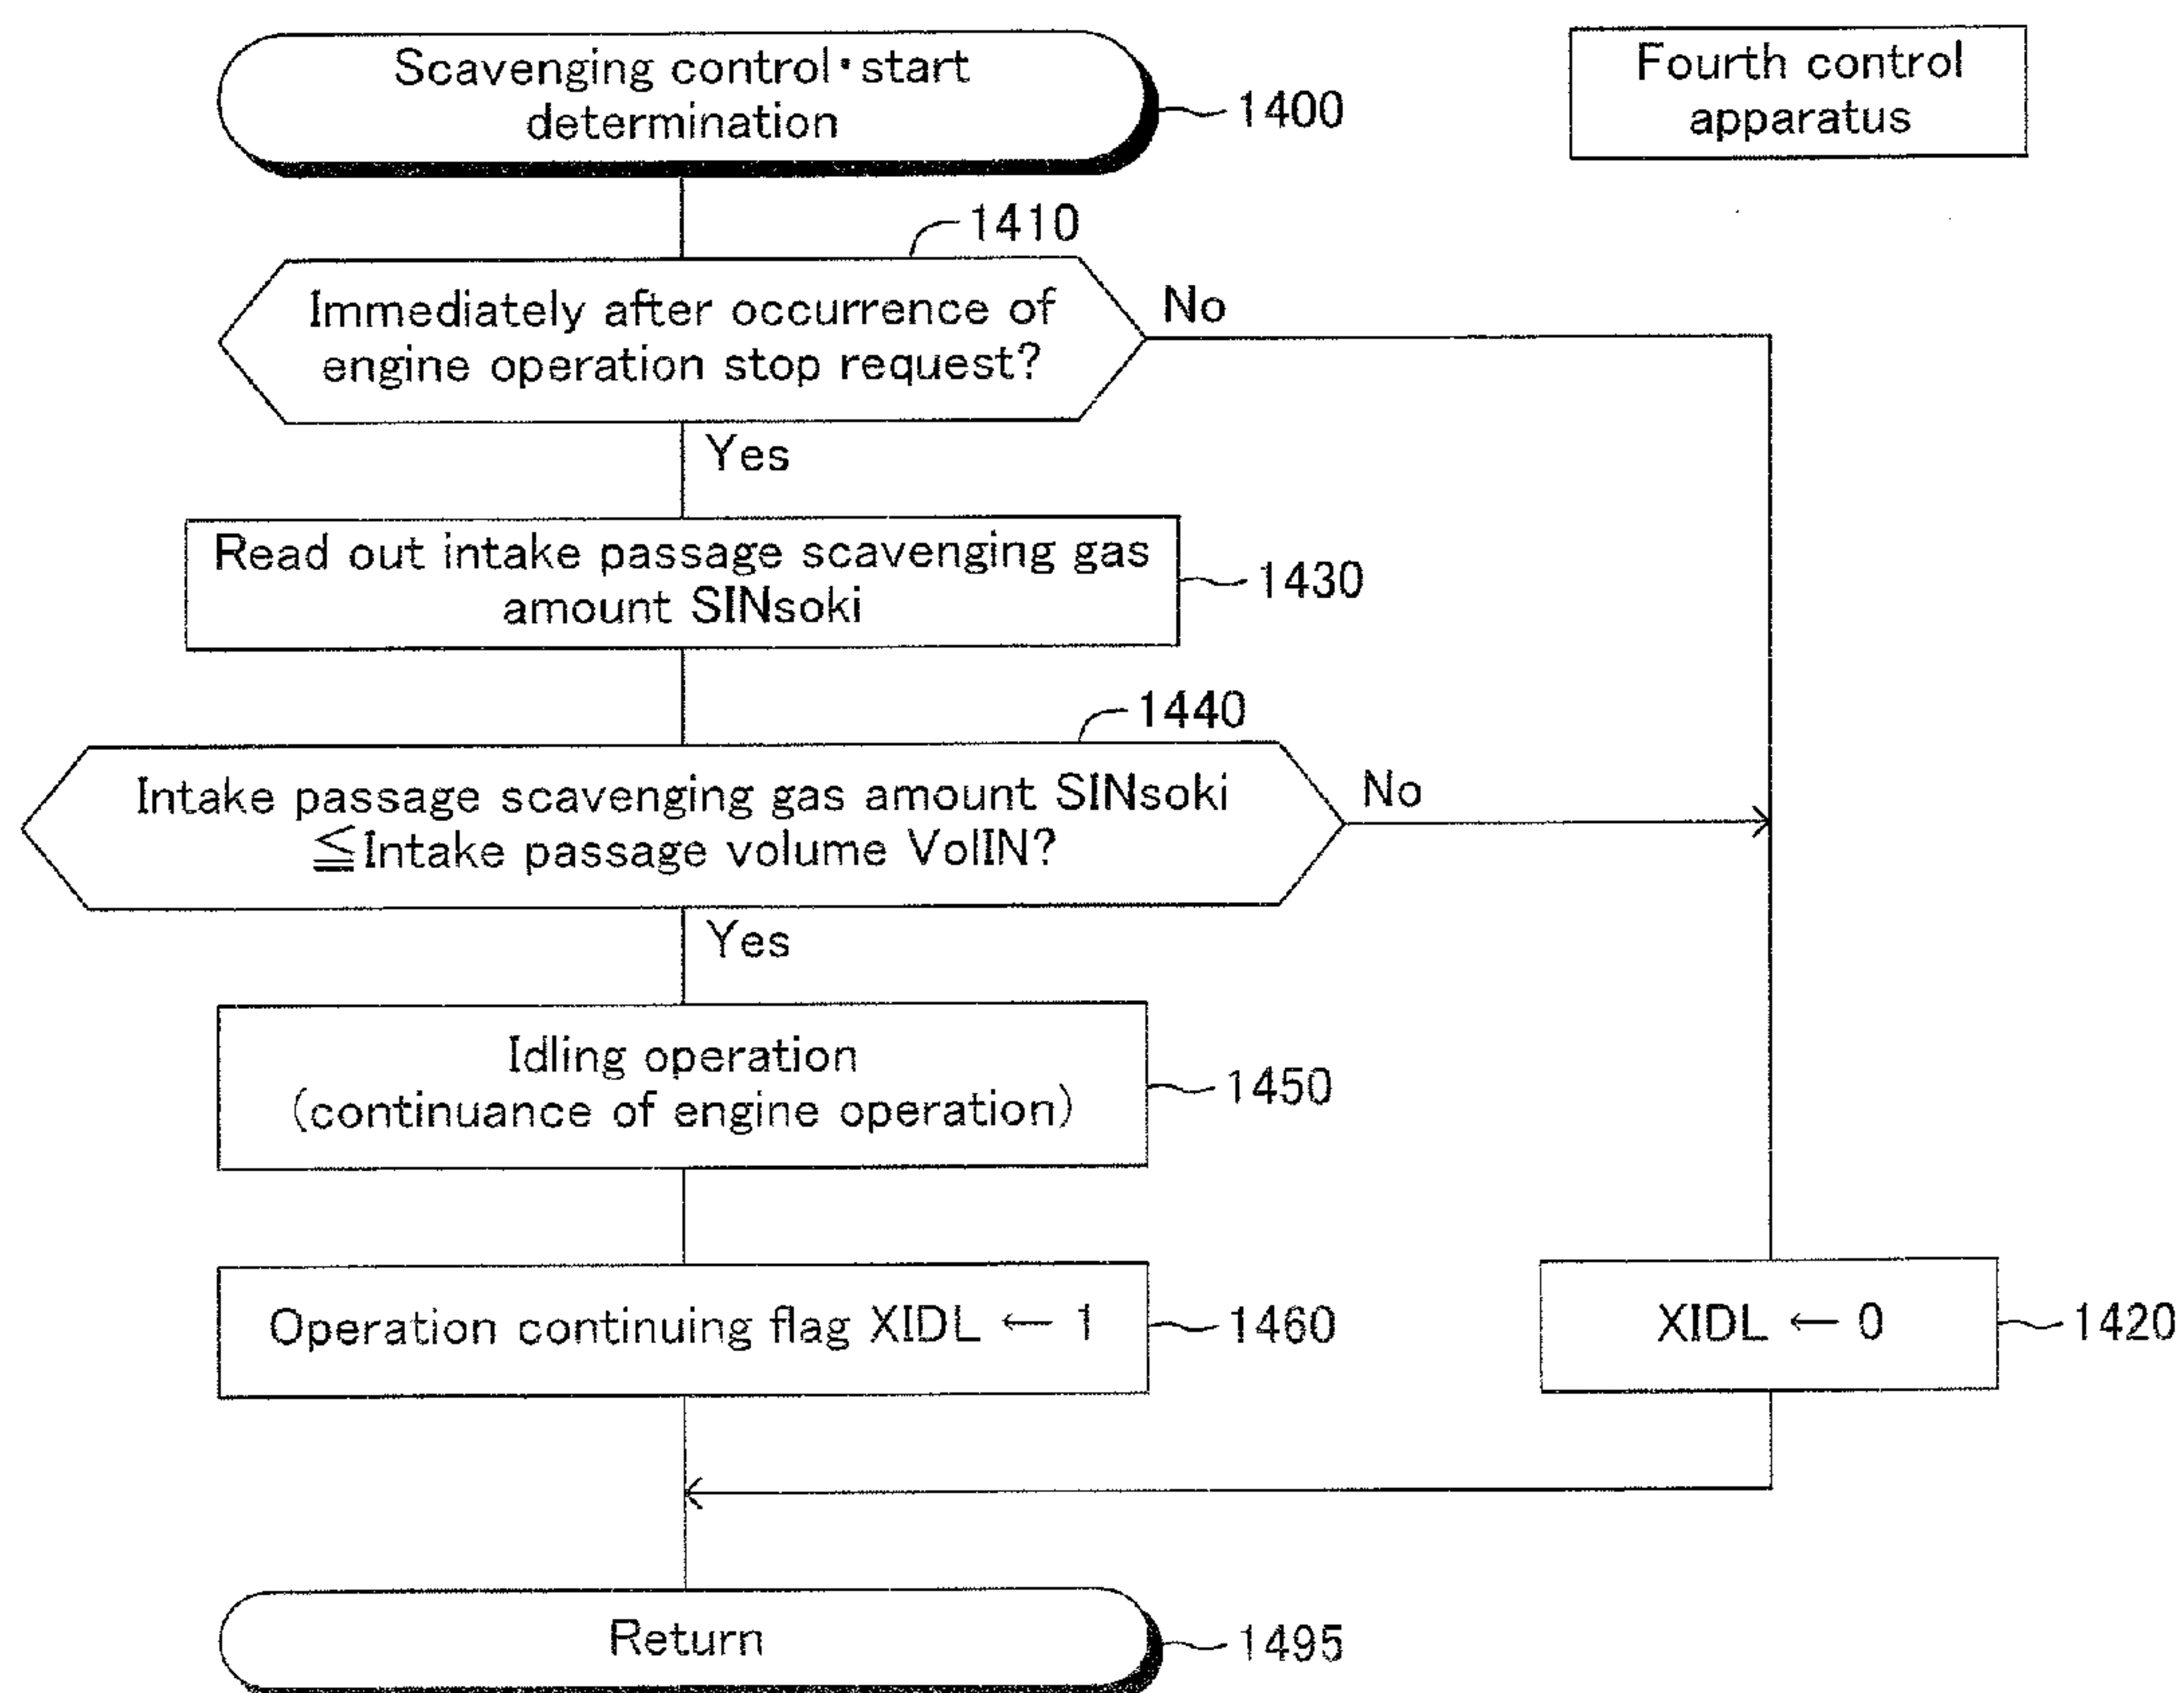 Scavenging control・start
determination
1400
Fourth control
apparatus
1410
Immediately after occurrence of
engine operation stop request?
No
Yes
Read out intake passage scavenging gas
amount SINsoki
1430
1440
Intake passage scavenging gas amount SINsoki
≦Intake passage volume VolIN?
No
Yes
Idling operation
(continuance of engine operation)
1450
Operation continuing flag XIDL ← 1
1460
XIDL ← 0
1420
Return
1495